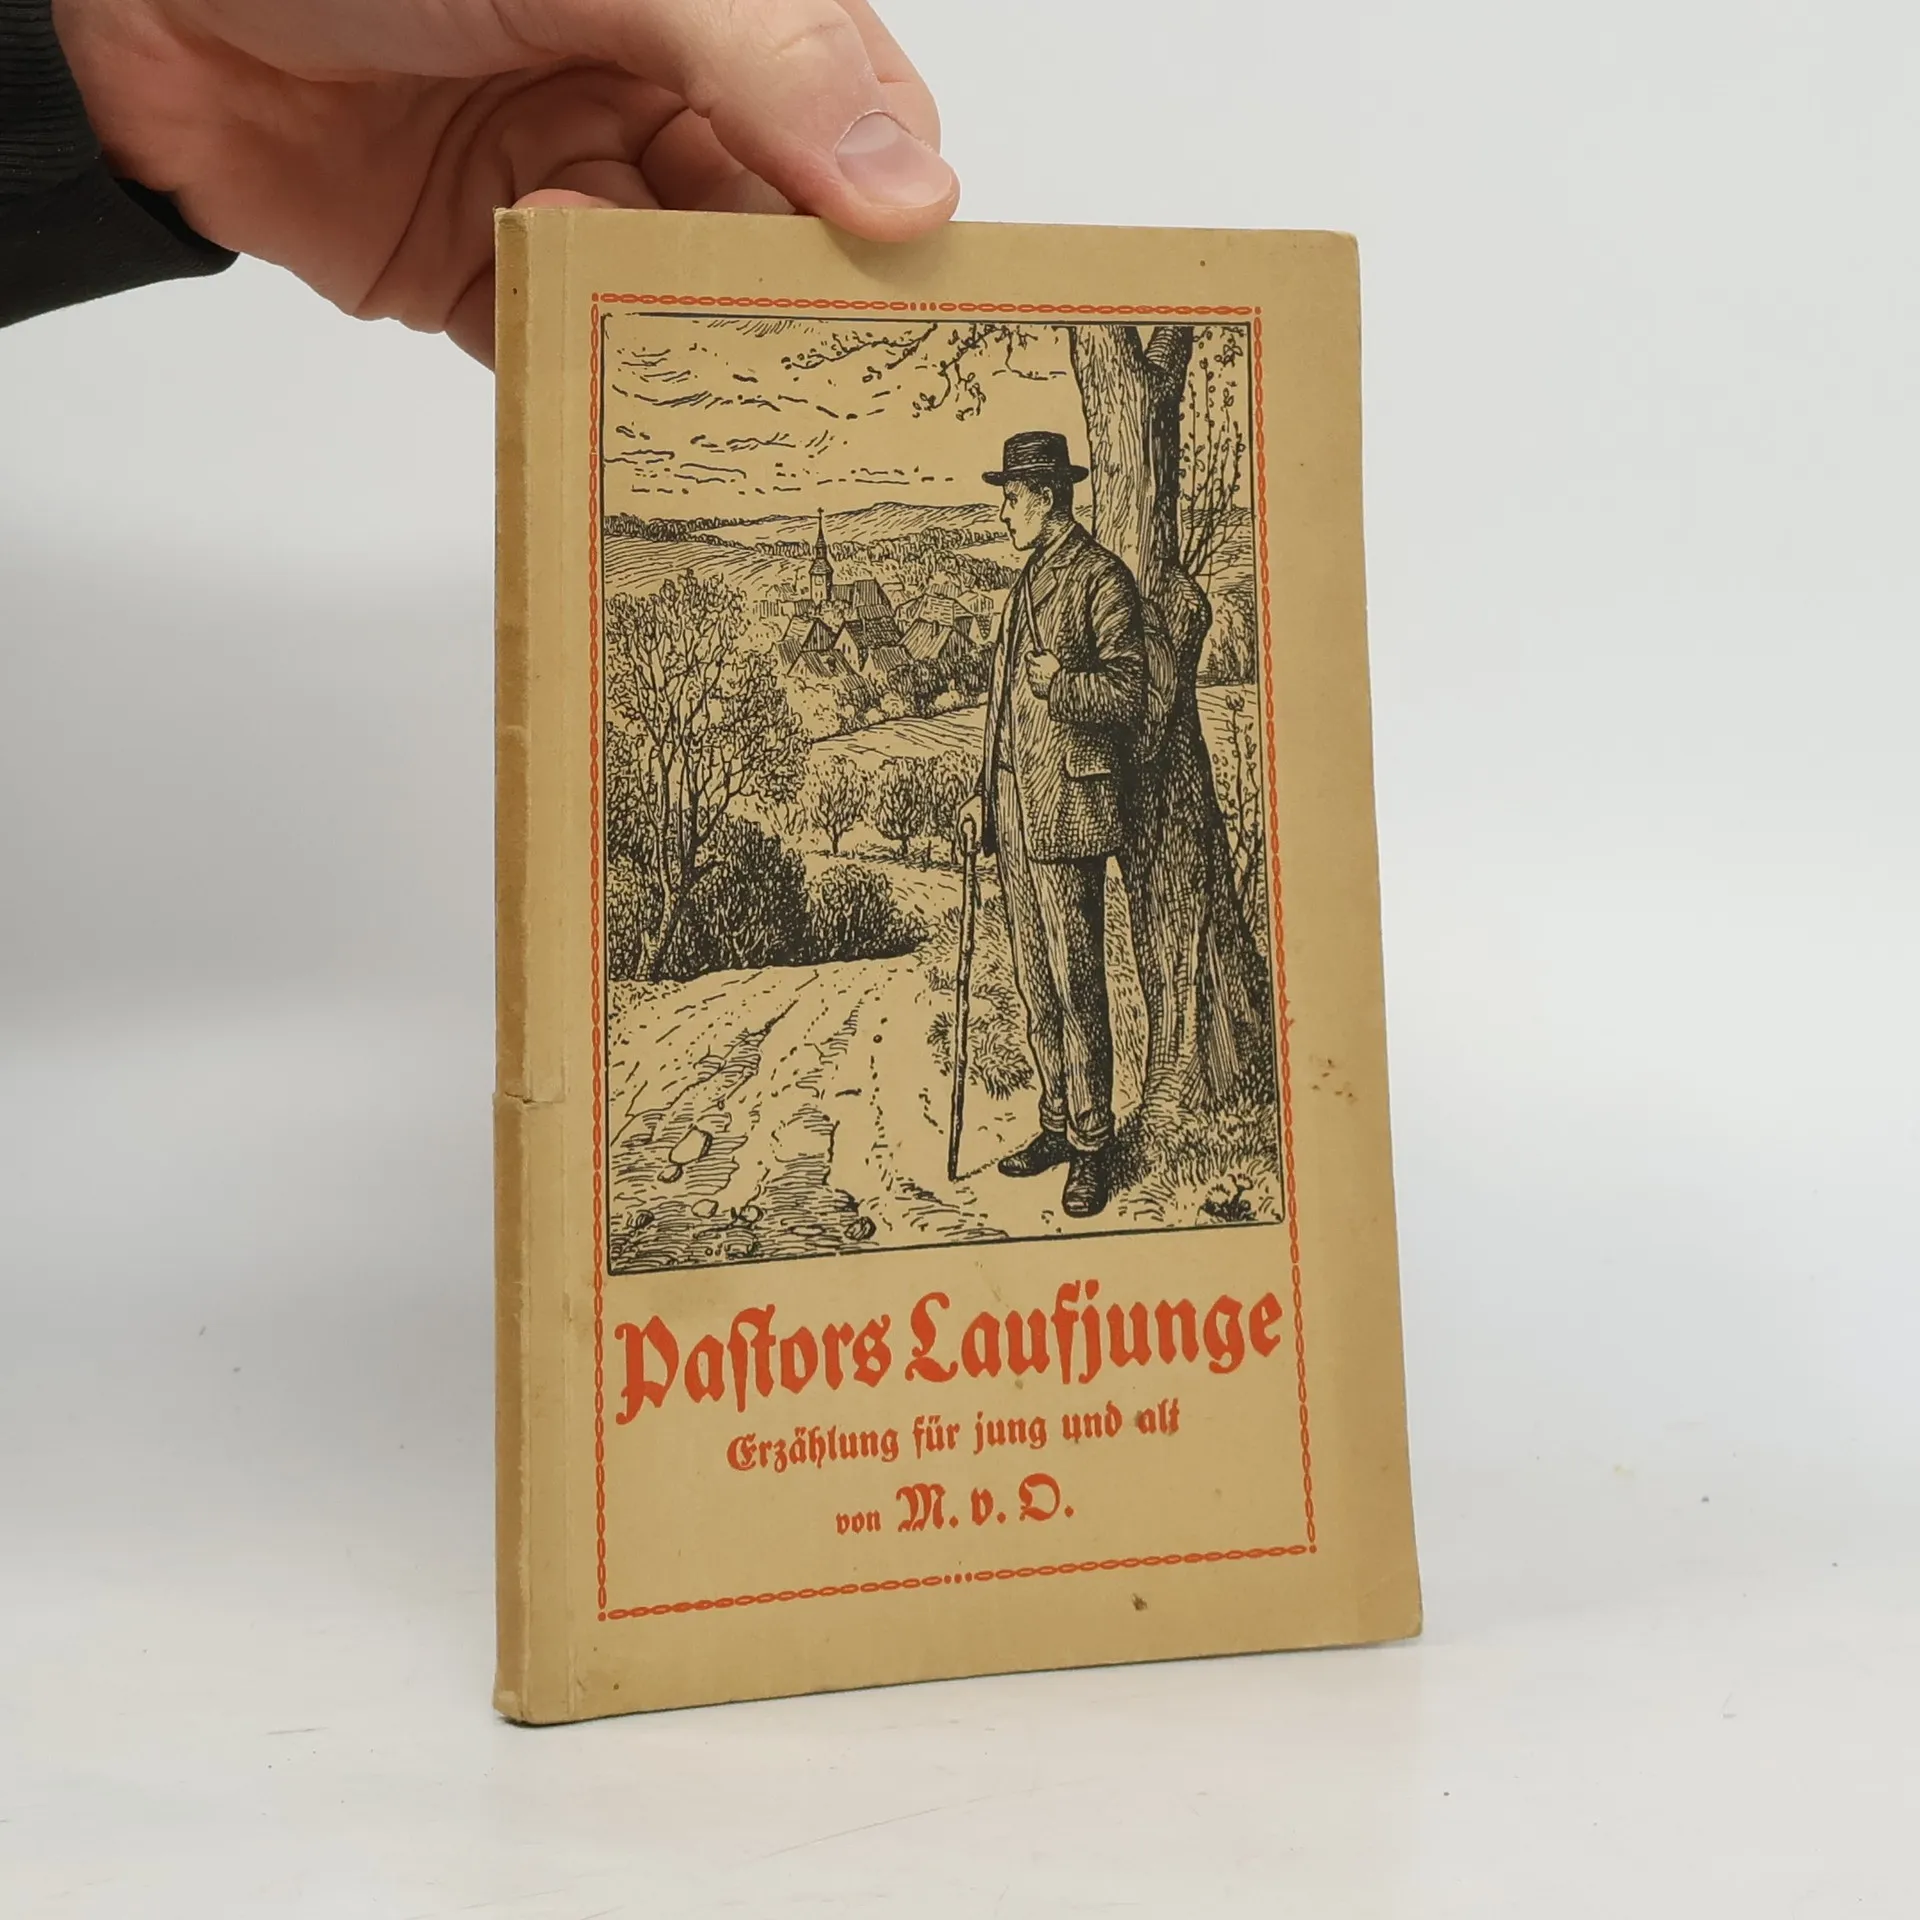 Pastors Laufjunge
Erzählung für jung und alt
von M. v. O.